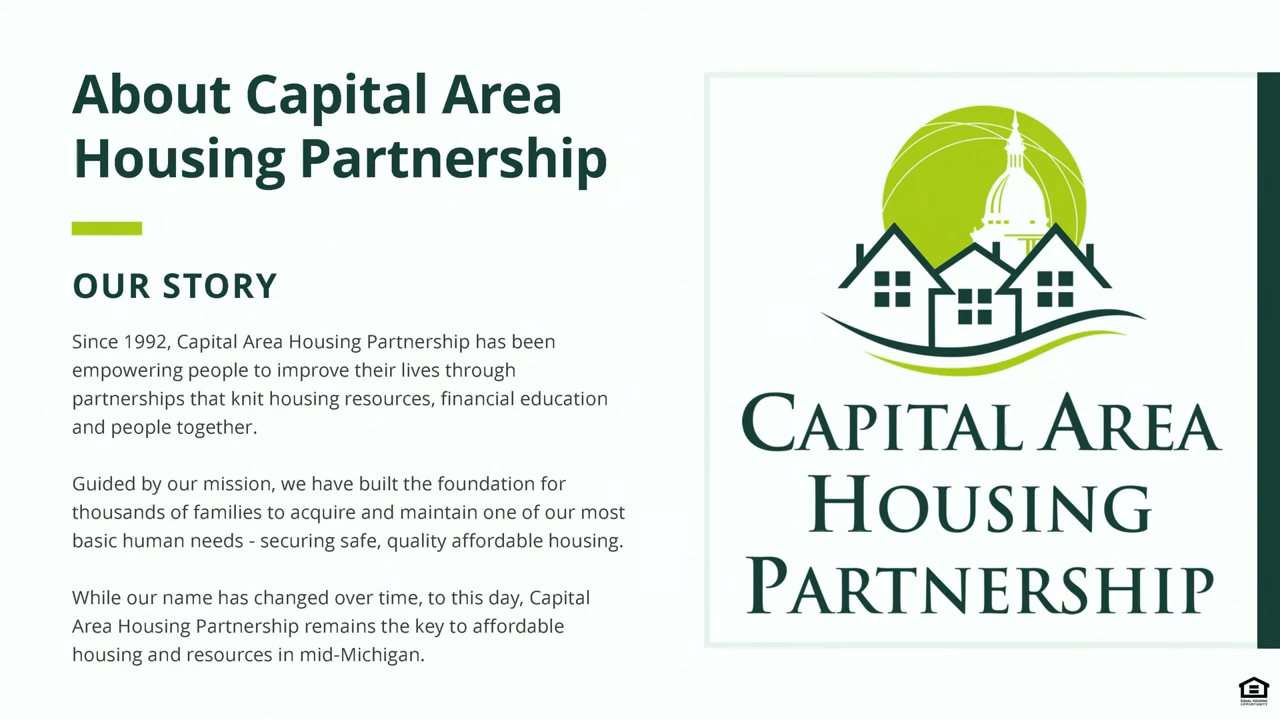 About Capital Area
Housing Partnership
OUR STORY
Since 1992, Capital Area Housing Partnership has been
empowering people to improve their lives through
partnerships that knit housing resources, financial education
and people together.
Guided by our mission, we have built the foundation for
thousands of families to acquire and maintain one of our most
basic human needs - securing safe, quality affordable housing.
While our name has changed over time, to this day, Capital
Area Housing Partnership remains the key to affordable
housing and resources in mid-Michigan.
CAPITAL AREA
HOUSING
PARTNERSHIP
EQUAL HOUSING
OPPORTUNITY